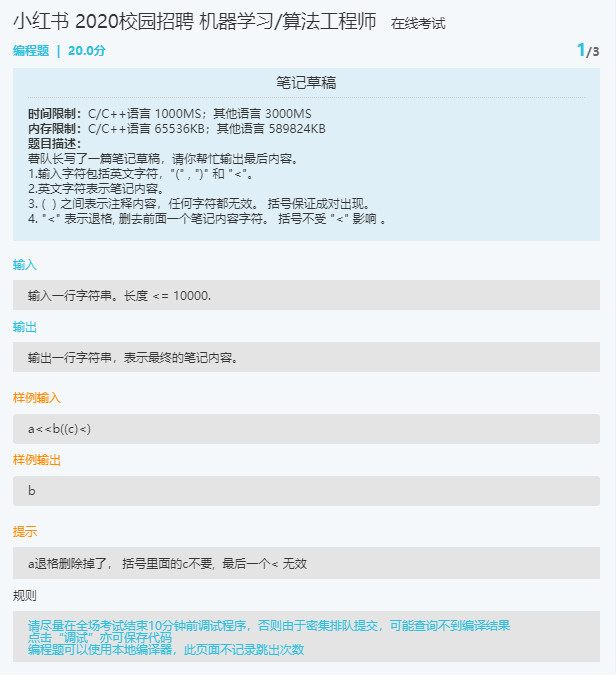 小红书 2020校园招聘 机器学习/算法工程师 在线考试
编程题 | 20.0分 1/3
笔记草稿
时间限制：C/C++语言 1000MS；其他语言 3000MS
内存限制：C/C++语言 65536KB；其他语言 589824KB
题目描述：
薯队长写了一篇笔记草稿，请你帮忙输出最后内容。
1.输入字符包括英文字符，"(" , ")" 和 "<"。
2.英文字符表示笔记内容。
3. ( ) 之间表示注释内容，任何字符都无效。 括号保证成对出现。
4. "<" 表示退格, 删去前面一个笔记内容字符。 括号不受 "<" 影响 。
输入
输入一行字符串。长度 <= 10000.
输出
输出一行字符串，表示最终的笔记内容。
样例输入
a<<b((c)<)
样例输出
b
提示
a退格删除掉了， 括号里面的c不要, 最后一个< 无效
规则
请尽量在全场考试结束10分钟前调试程序，否则由于密集排队提交，可能查询不到编译结果
点击“调试”亦可保存代码
编程题可以使用本地编译器，此页面不记录跳出次数